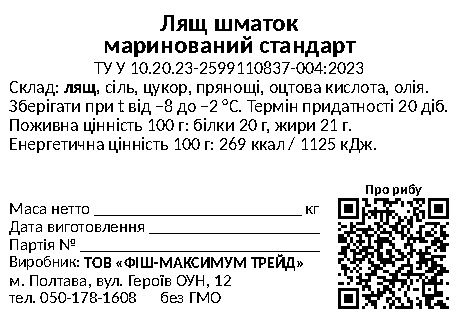 Лящ шматок
маринований стандарт
ТУ У 10.20.23-2599110837-004:2023
Склад: лящ, сіль, цукор, прянощі, оцтова кислота, олія.
Зберігати при t від −8 до −2 °С. Термін придатності 20 діб.
Поживна цінність 100 г: білки 20 г, жири 21 г.
Енергетична цінність 100 г: 269 ккал / 1125 кДж.
Про рибу
Маса нетто ________________________ кг
Дата виготовлення ____________________
Партія № ____________________________
Виробник: ТОВ «ФІШ-МАКСИМУМ ТРЕЙД»
м. Полтава, вул. Героїв ОУН, 12
тел. 050-178-1608 без ГМО